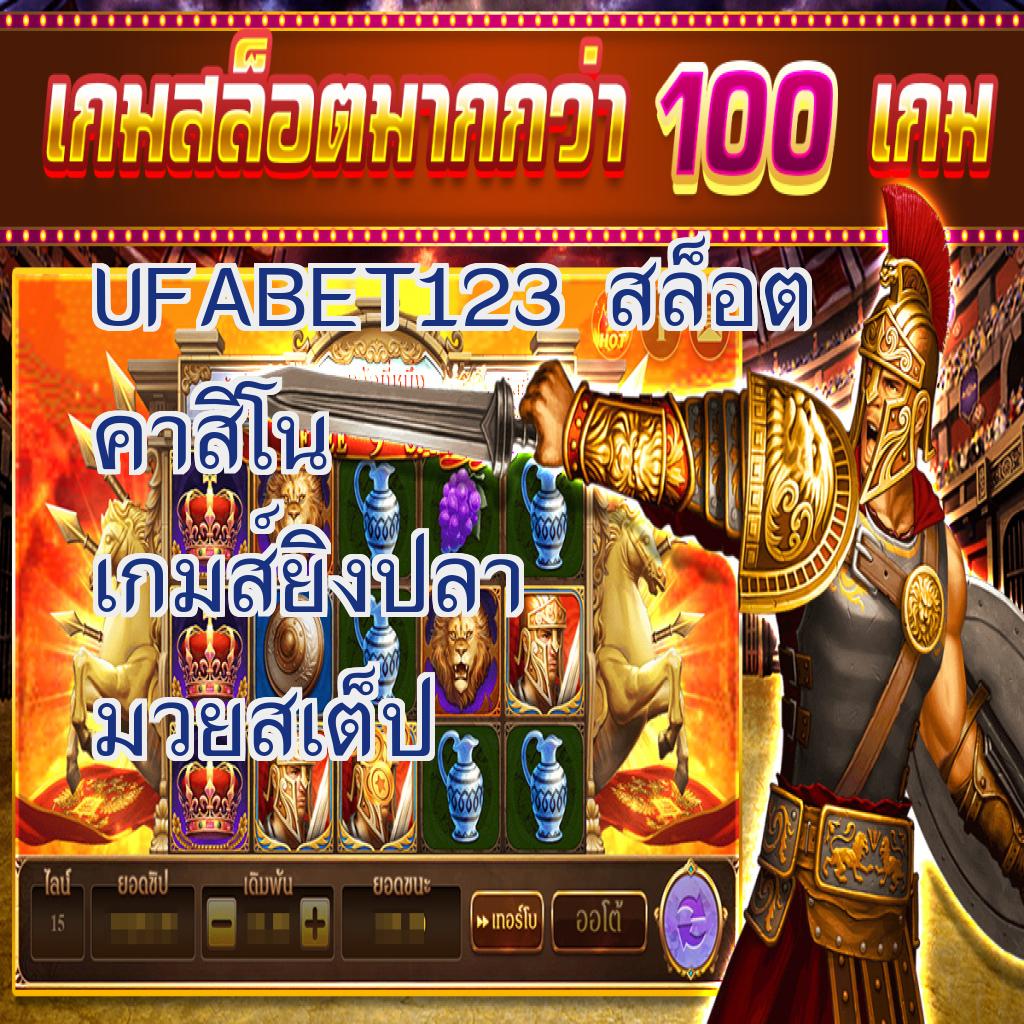 เกมสล็อตมากกว่า 100 เกม
UFABET123 สล็อต
คาสิโน
เกมส์ยิงปลา
มวยสเต็ป
HOT
ไลน์ ยอดชิป เดิมพัน ยอดชนะ
15 เทอร์โบ ออโต้